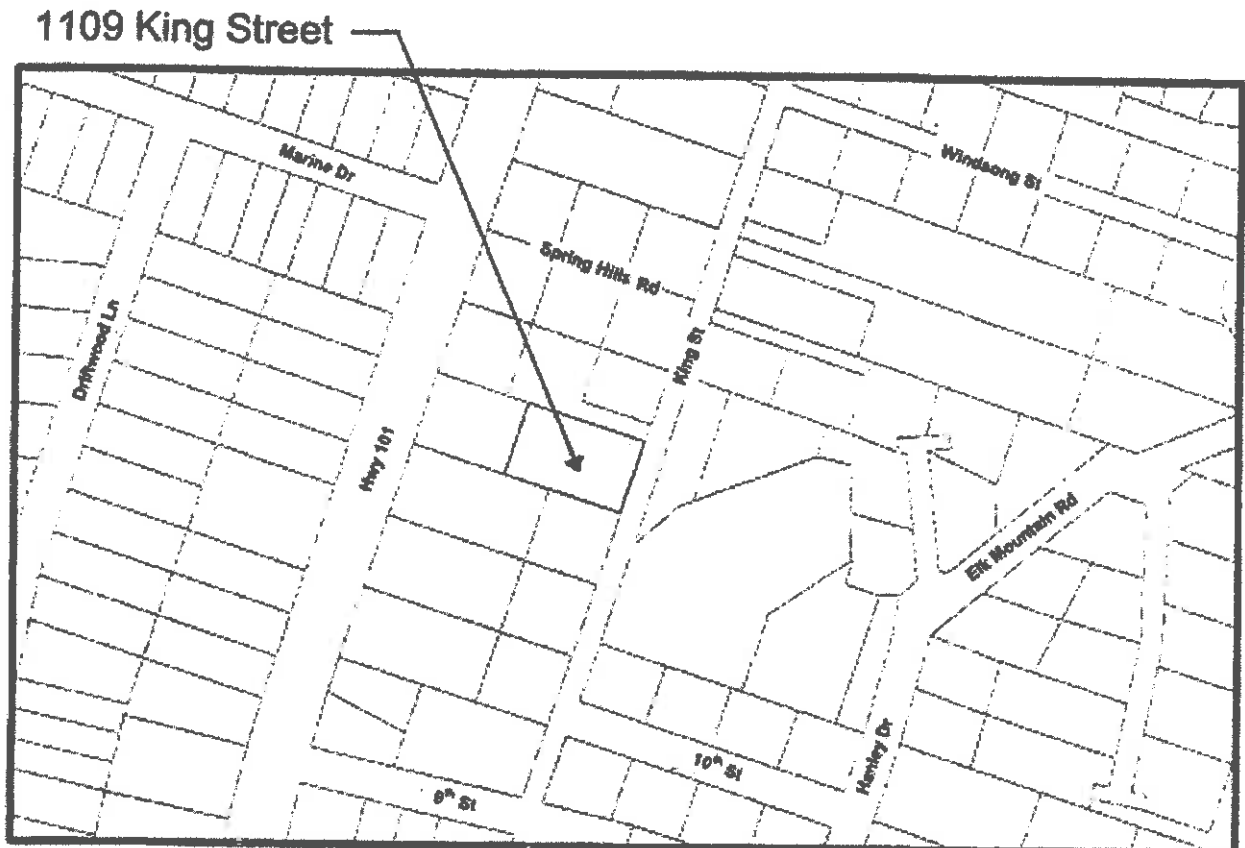 1109 King Street
Marine Dr
Windsong St
Spring Hills Rd
Driftwood Ln
King St
Hwy 101
Elk Mountain Rd
10th St
Hanley Dr
9th St